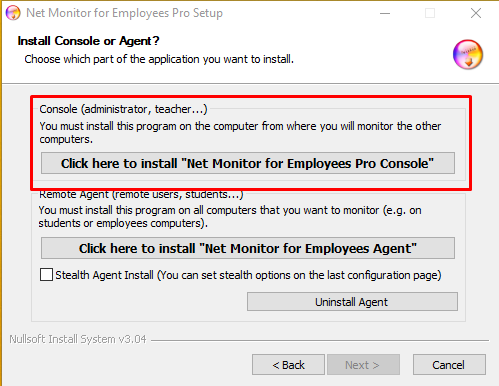 Net Monitor for Employees Pro Setup
Install Console or Agent?
Choose which part of the application you want to install.
Console (administrator, teacher...)
You must install this program on the computer from where you will monitor the other
computers.
Click here to install "Net Monitor for Employees Pro Console"
Remote Agent (remote users, students...)
You must install this program on all computers that you want to monitor (e.g. on
students or employees computers).
Click here to install "Net Monitor for Employees Agent"
Stealth Agent Install (You can set stealth options on the last configuration page)
Uninstall Agent
Nullsoft Install System v3.04
< Back
Next >
Cancel